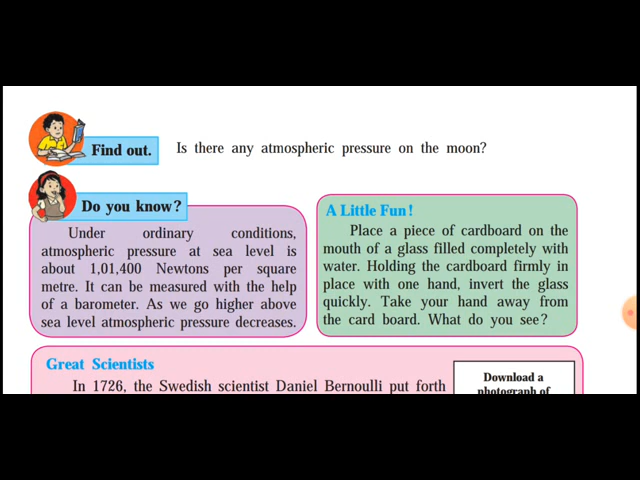 Find out.
Is there any atmospheric pressure on the moon?
Do you know?
Under ordinary conditions,
atmospheric pressure at sea level is
about 1,01,400 Newtons per square
metre. It can be measured with the help
of a barometer. As we go higher above
sea level atmospheric pressure decreases.
A Little Fun!
Place a piece of cardboard on the
mouth of a glass filled completely with
water. Holding the cardboard firmly in
place with one hand, invert the glass
quickly. Take your hand away from
the card board. What do you see?
Great Scientists
In 1726, the Swedish scientist Daniel Bernoulli put forth
Download a
photograph of